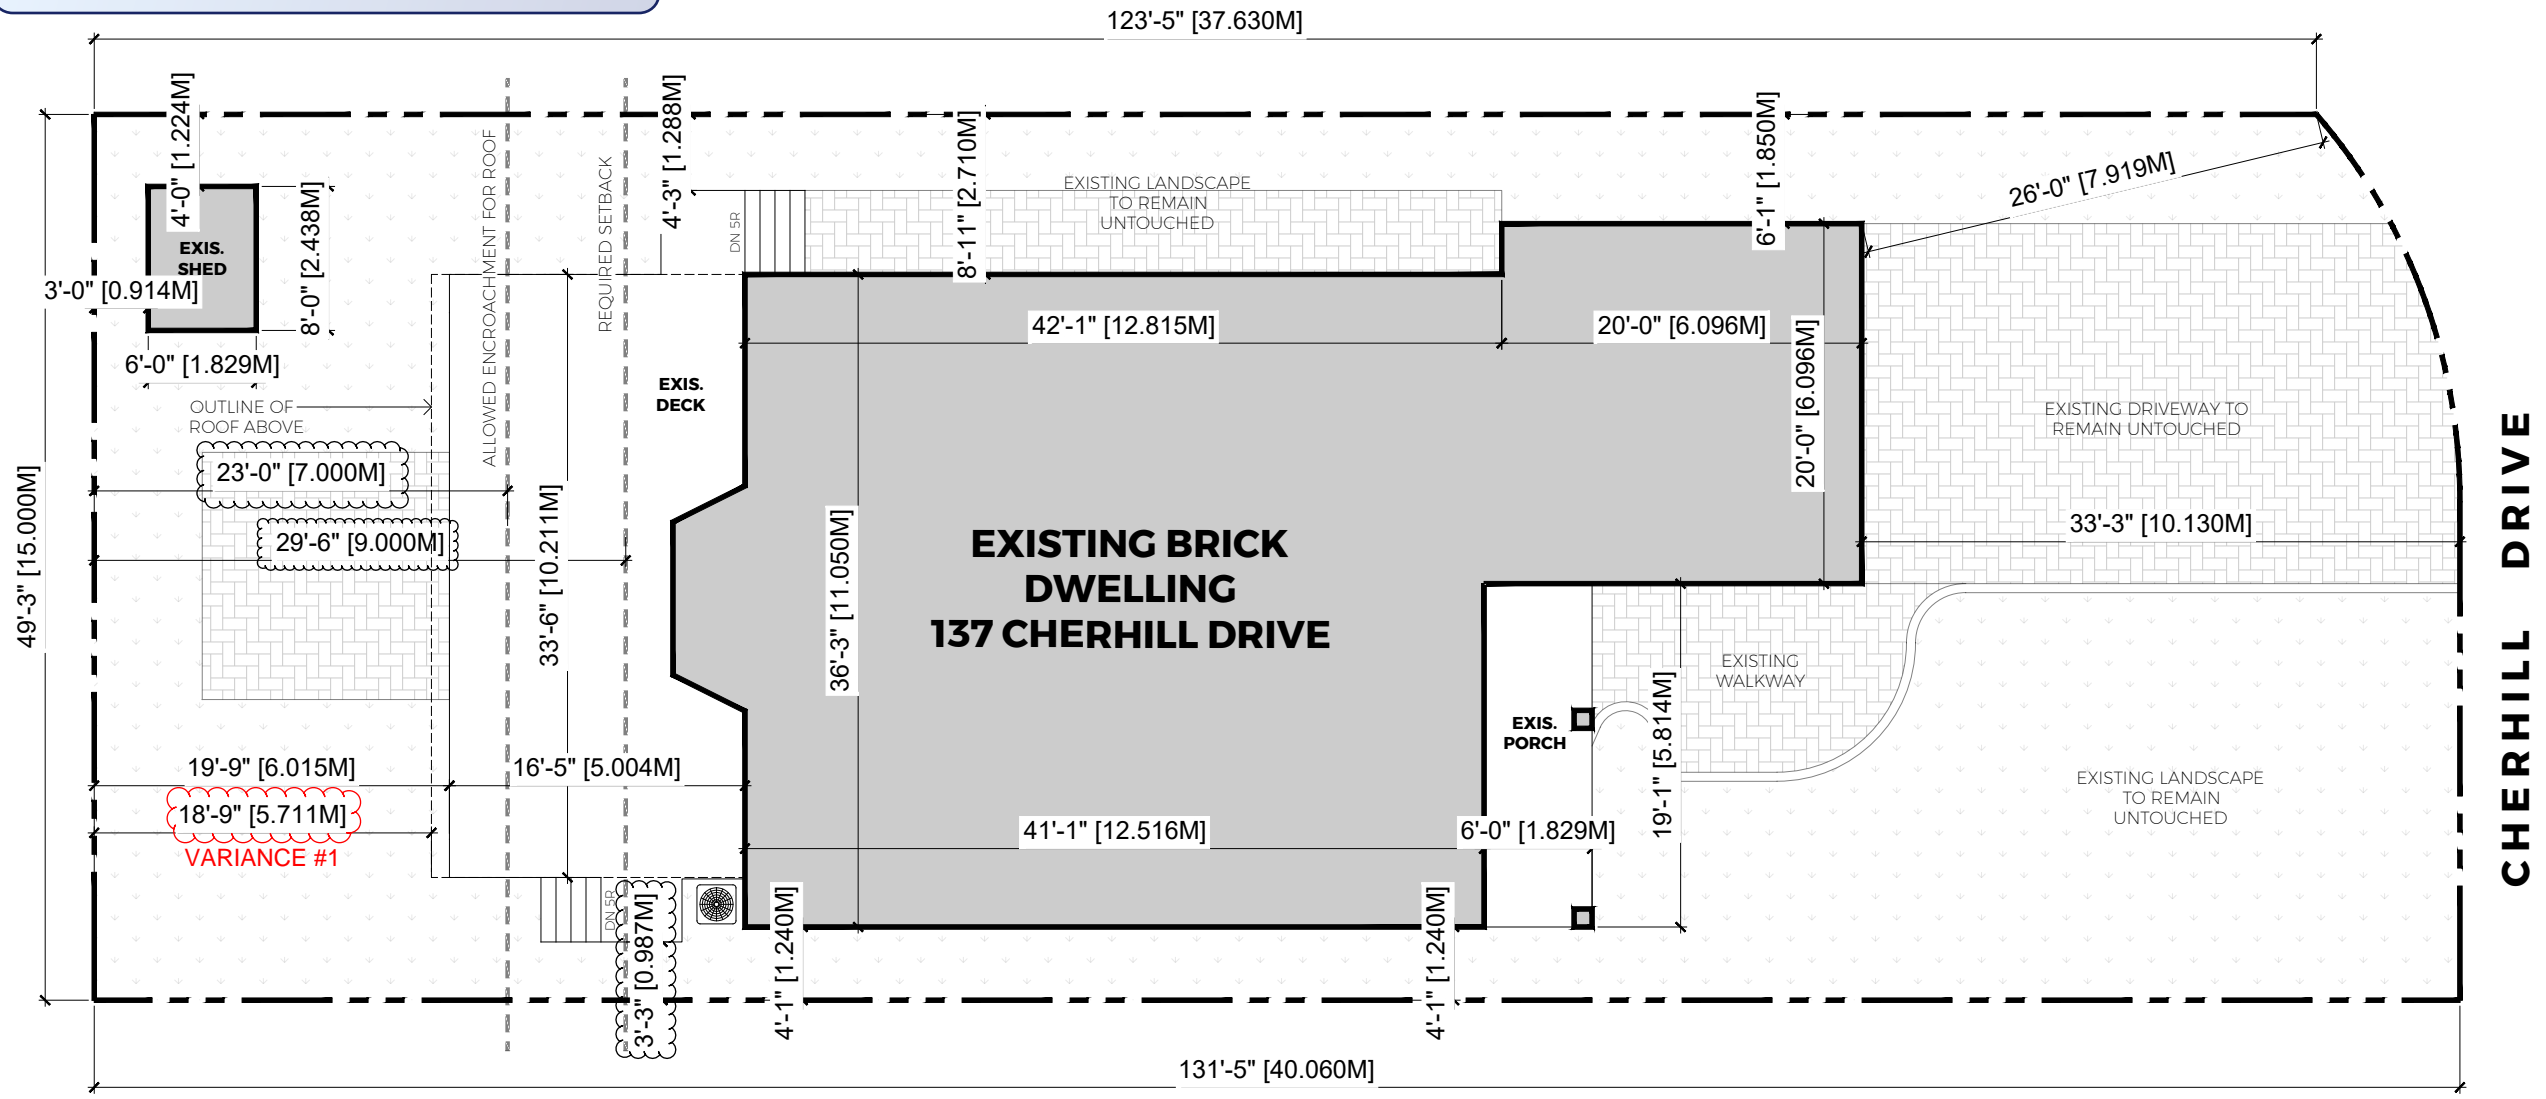 123'-5" [37.630M]
4'-0" [1.224M]
4'-3" [1.288M]
8'-11" [2.710M]
6'-1" [1.850M]
26'-0" [7.919M]
EXIS.
SHED
8'-0" [2.438M]
3'-0" [0.914M]
6'-0" [1.829M]
ALLOWED ENCROACHMENT FOR ROOF
REQUIRED SETBACK
DN 5R
EXISTING LANDSCAPE
TO REMAIN
UNTOUCHED
42'-1" [12.815M]
20'-0" [6.096M]
20'-0" [6.096M]
EXIS.
DECK
OUTLINE OF
ROOF ABOVE
EXISTING DRIVEWAY TO
REMAIN UNTOUCHED
23'-0" [7.000M]
29'-6" [9.000M]
49'-3" [15.000M]
33'-6" [10.211M]
36'-3" [11.050M]
EXISTING BRICK
DWELLING
137 CHERHILL DRIVE
33'-3" [10.130M]
CHERHILL DRIVE
EXISTING
WALKWAY
EXIS.
PORCH
19'-1" [5.814M]
19'-9" [6.015M]
16'-5" [5.004M]
18'-9" [5.711M]
VARIANCE #1
EXISTING LANDSCAPE
TO REMAIN
UNTOUCHED
41'-1" [12.516M]
6'-0" [1.829M]
DN 5R
3'-3" [0.987M]
4'-1" [1.240M]
4'-1" [1.240M]
131'-5" [40.060M]